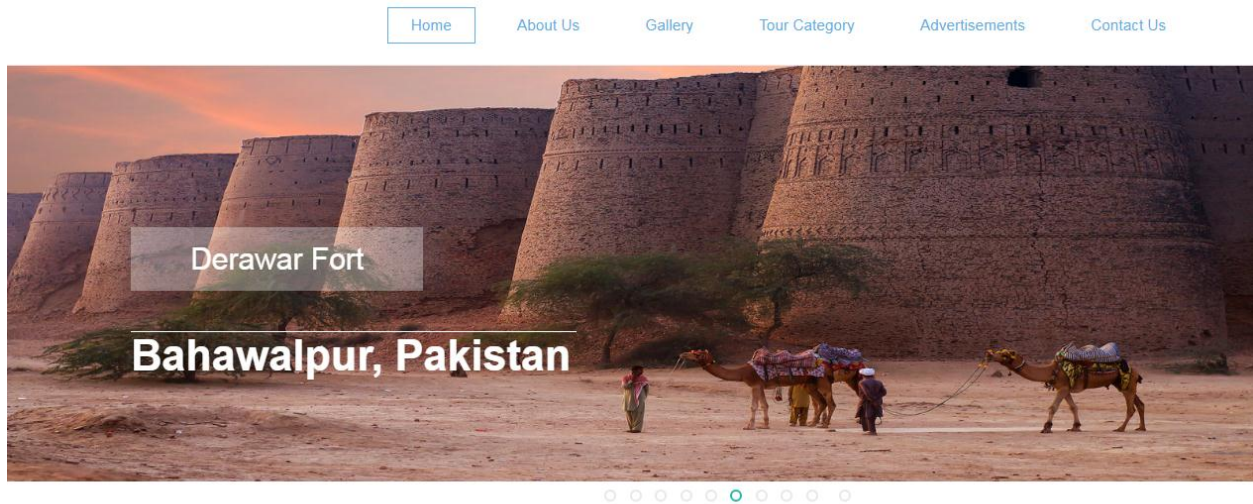 Home About Us Gallery Tour Category Advertisements Contact Us
Derawar Fort
Bahawalpur, Pakistan